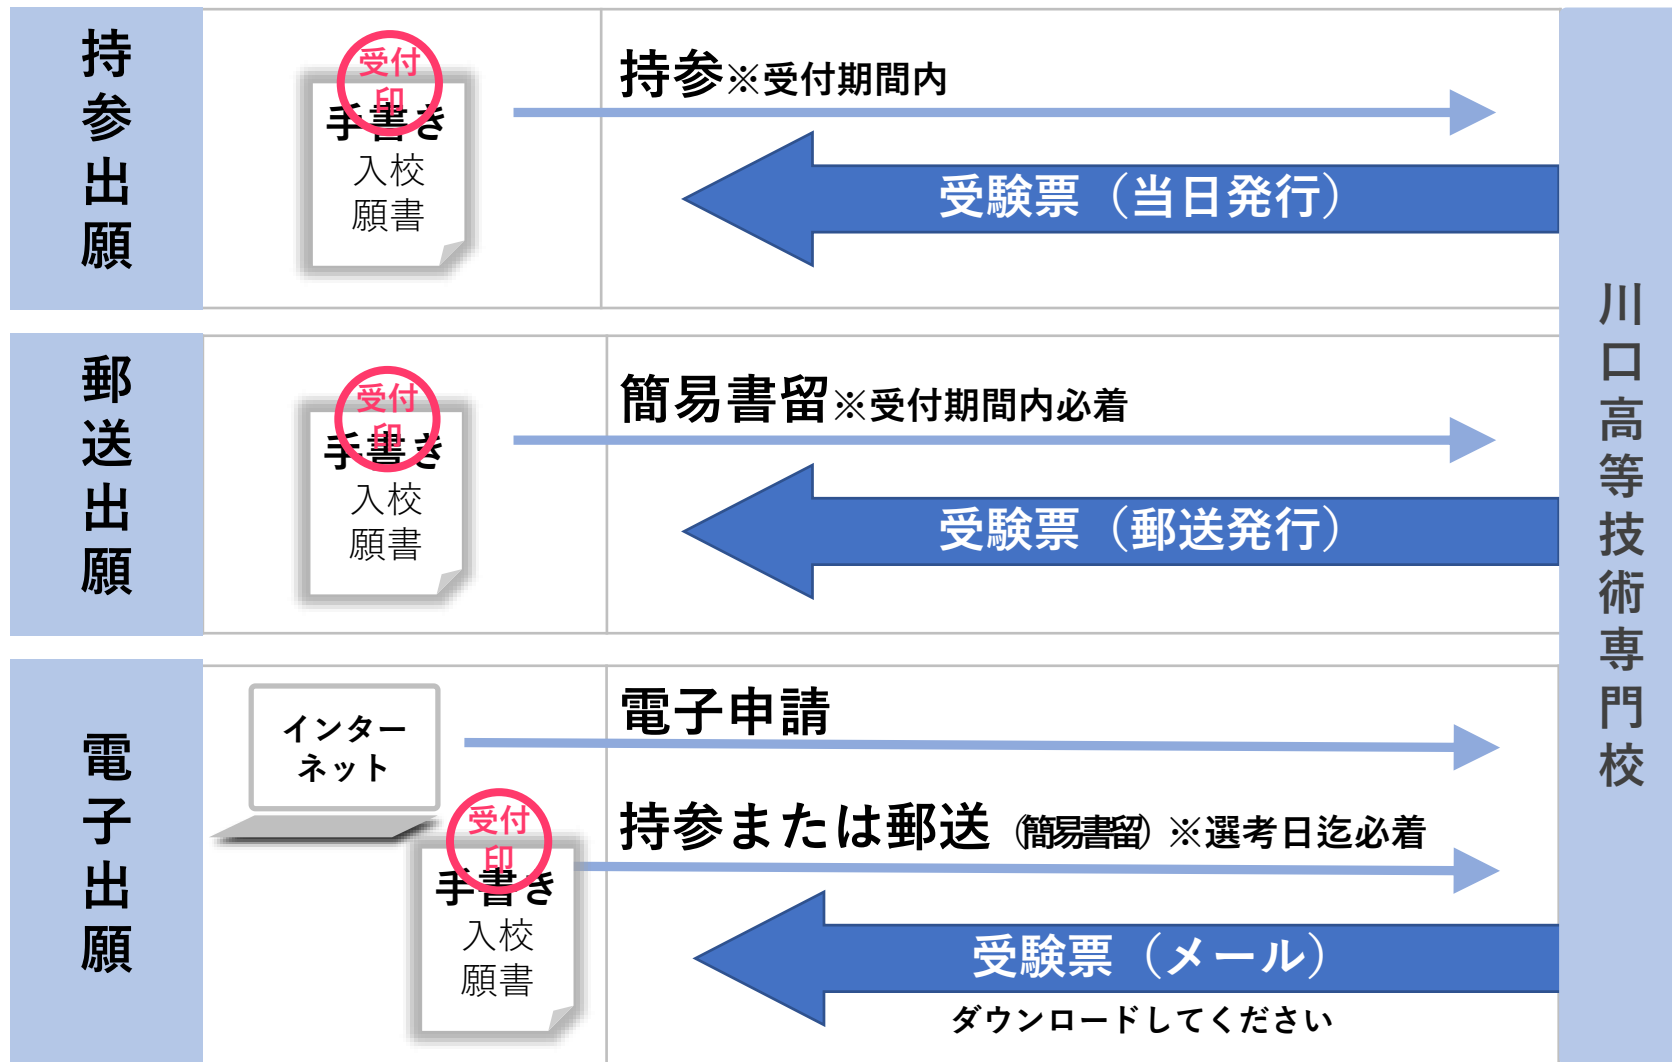 持参出願
受付
印
手書き
入校
願書
持参※受付期間内
受験票（当日発行）
郵送出願
受付
印
手書き
入校
願書
簡易書留※受付期間内必着
受験票（郵送発行）
電子出願
インター
ネット
受付
印
手書き
入校
願書
電子申請
持参または郵送（簡易書留）※選考日迄必着
受験票（メール）
ダウンロードしてください
川口高等技術専門校